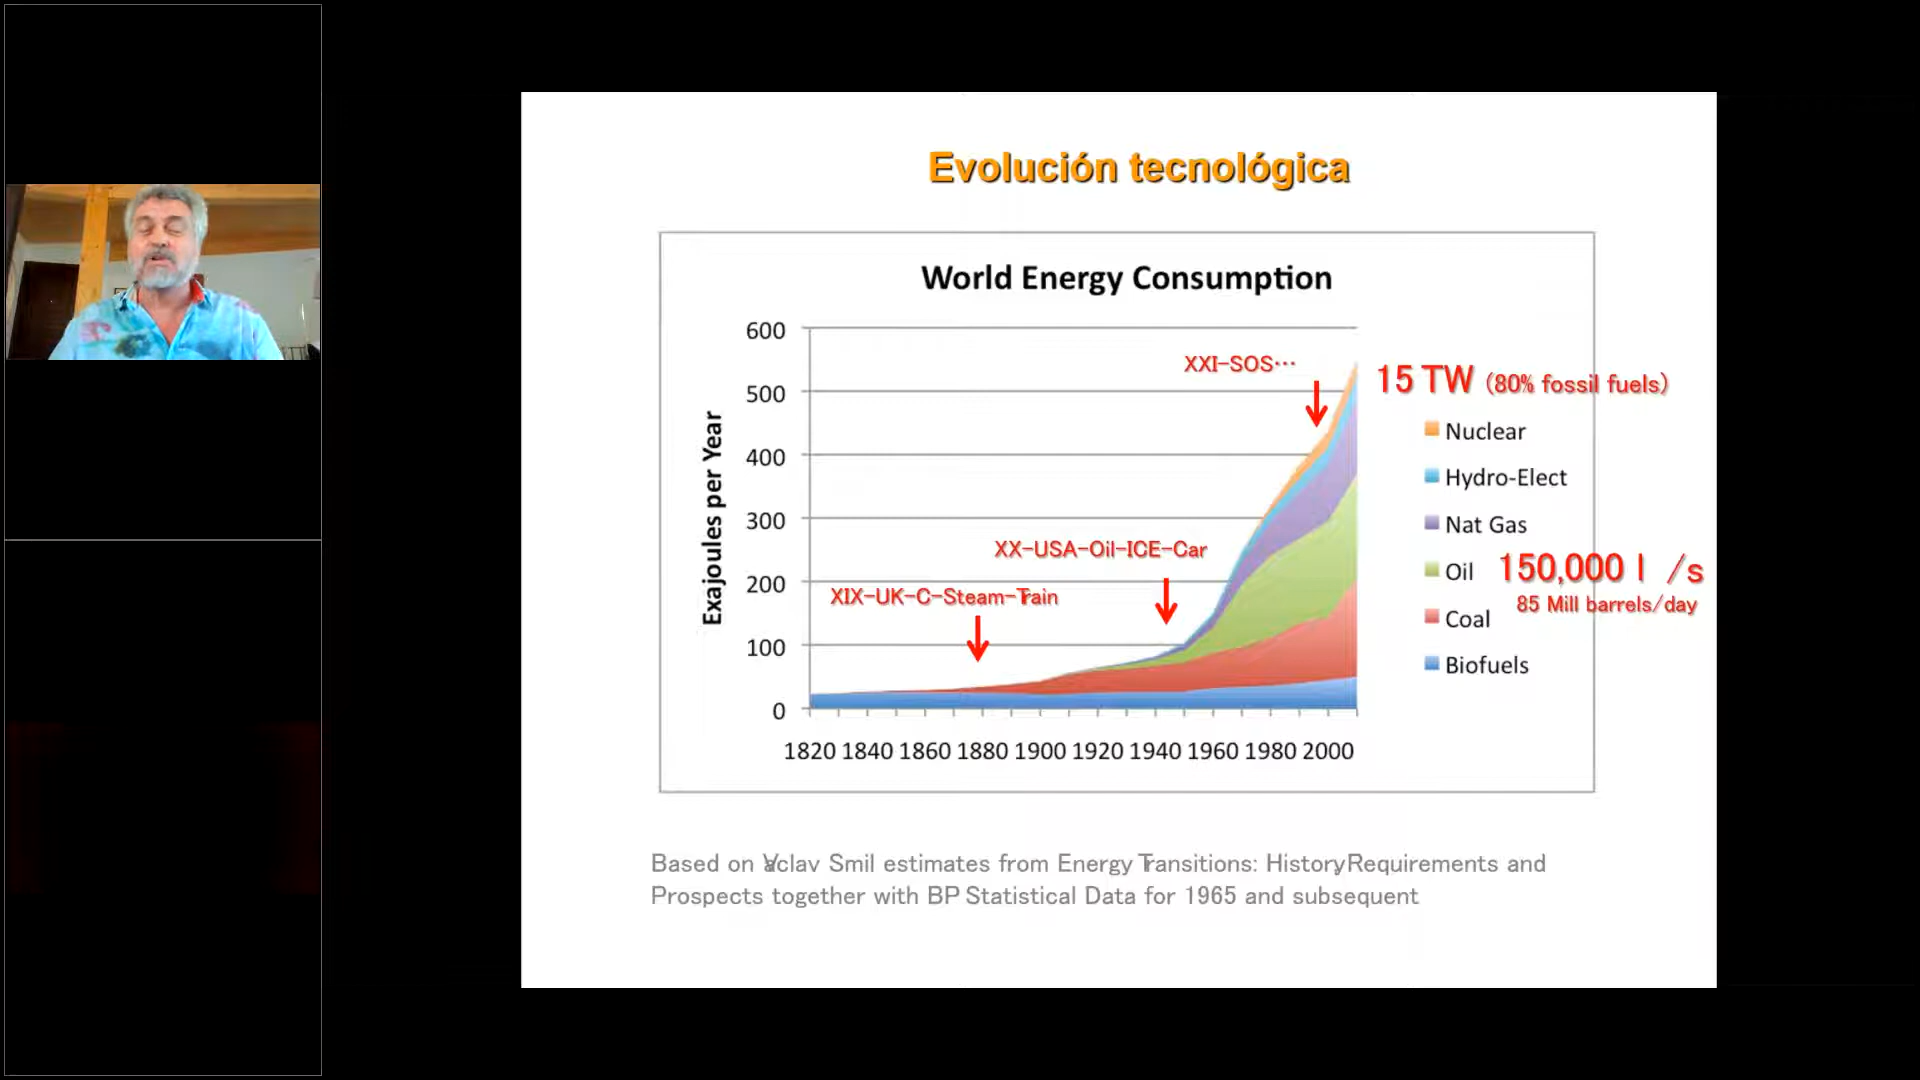 Evolución tecnológica
World Energy Consumption
Exajoules per Year
600
500
400
300
200
100
0
1820 1840 1860 1880 1900 1920 1940 1960 1980 2000
XIX-UK-C-Steam-Train
XX-USA-Oil-ICE-Car
XXI-SOS…
15 TW (80% fossil fuels)
Nuclear
Hydro-Elect
Nat Gas
Oil 150,000 l /s
85 Mill barrels/day
Coal
Biofuels
Based on Vaclav Smil estimates from Energy Transitions: History, Requirements and
Prospects together with BP Statistical Data for 1965 and subsequent